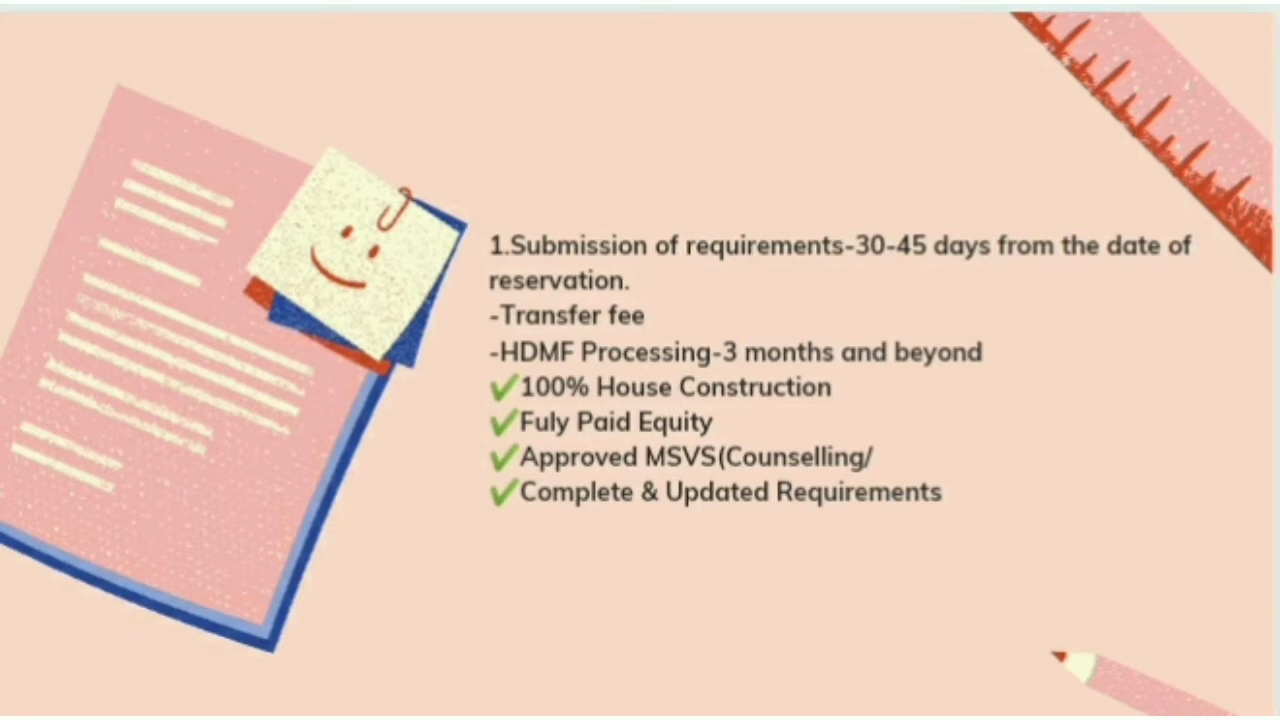 1.Submission of requirements-30-45 days from the date of
reservation.
-Transfer fee
-HDMF Processing-3 months and beyond
✅100% House Construction
✅Fuly Paid Equity
✅Approved MSVS(Counselling/
✅Complete & Updated Requirements